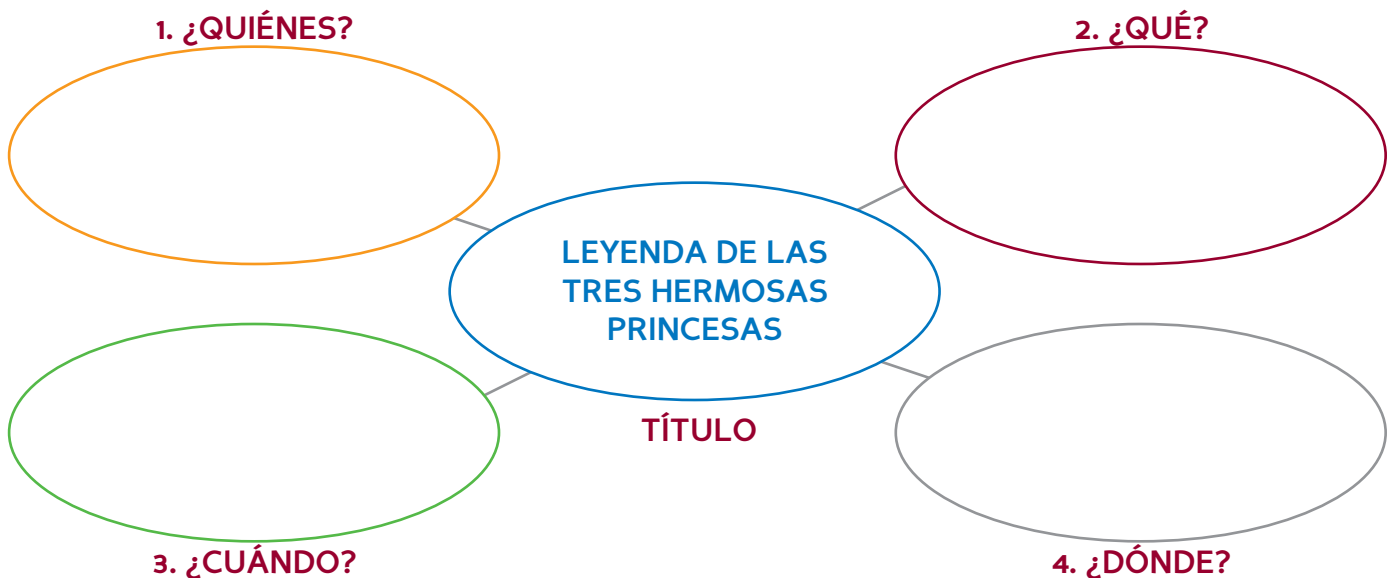 1. ¿QUIÉNES?
2. ¿QUÉ?
LEYENDA DE LAS
TRES HERMOSAS
PRINCESAS
TÍTULO
3. ¿CUÁNDO?
4. ¿DÓNDE?